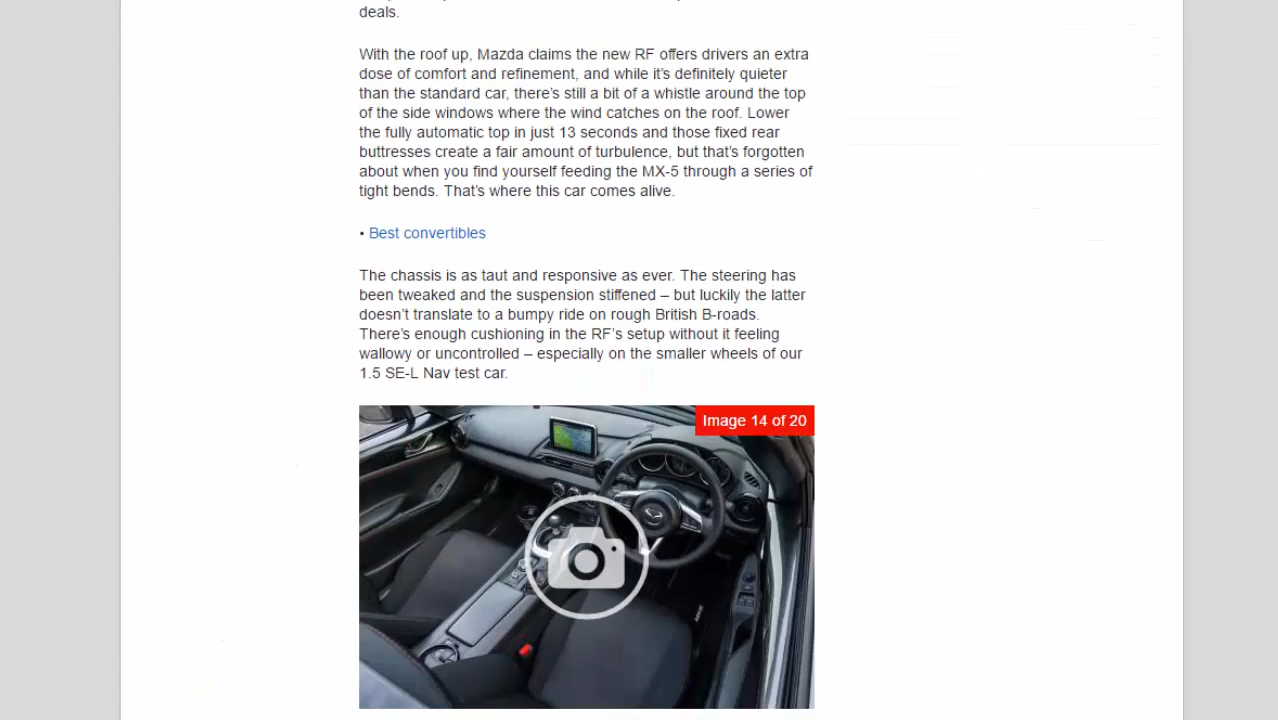 deals.
With the roof up, Mazda claims the new RF offers drivers an extra
dose of comfort and refinement, and while it’s definitely quieter
than the standard car, there’s still a bit of a whistle around the top
of the side windows where the wind catches on the roof. Lower
the fully automatic top in just 13 seconds and those fixed rear
buttresses create a fair amount of turbulence, but that’s forgotten
about when you find yourself feeding the MX-5 through a series of
tight bends. That’s where this car comes alive.
• Best convertibles
The chassis is as taut and responsive as ever. The steering has
been tweaked and the suspension stiffened – but luckily the latter
doesn’t translate to a bumpy ride on rough British B-roads.
There’s enough cushioning in the RF’s setup without it feeling
wallowy or uncontrolled – especially on the smaller wheels of our
1.5 SE-L Nav test car.
Image 14 of 20